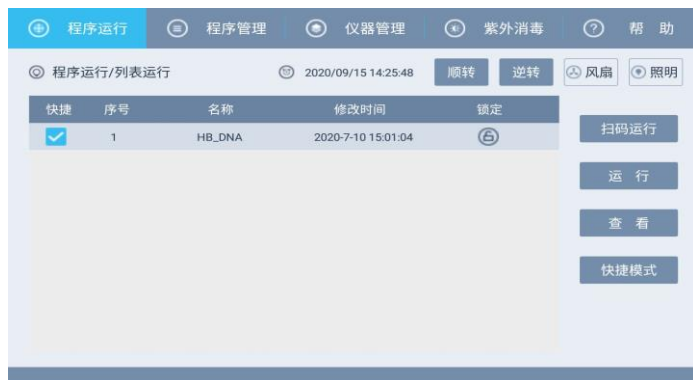 程序运行 程序管理 仪器管理 紫外消毒 帮 助
程序运行/列表运行 2020/09/15 14:25:48 顺转 逆转 风扇 照明
快捷 序号 名称 修改时间 锁定
1 HB_DNA 2020-7-10 15:01:04
扫码运行
运 行
查 看
快捷模式